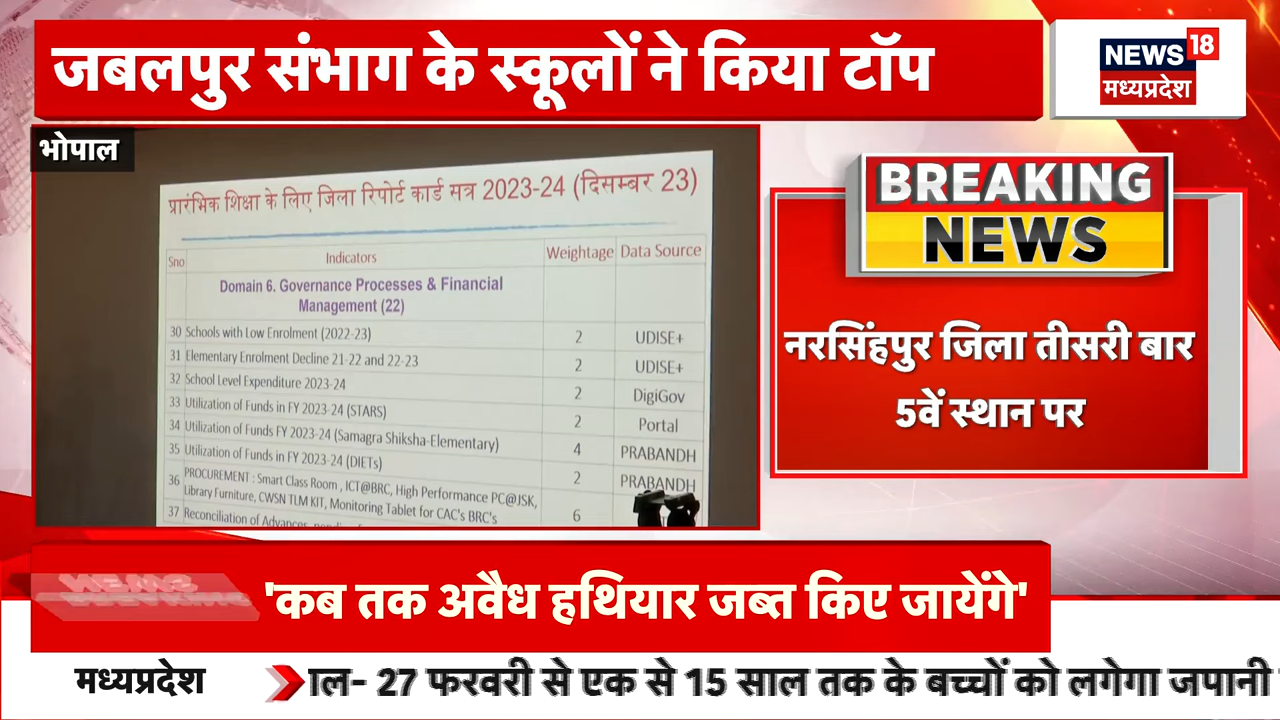 जबलपुर संभाग के स्कूलों ने किया टॉप
NEWS 18
मध्यप्रदेश
भोपाल
प्रारंभिक शिक्षा के लिए जिला रिपोर्ट कार्ड सत्र 2023-24 (दिसम्बर 23)
Sno Indicators Weightage Data Source
Domain 6. Governance Processes & Financial
Management (22)
30 Schools with Low Enrolment (2022-23) 2 UDISE+
31 Elementary Enrolment Decline 21-22 and 22-23 2 UDISE+
32 School Level Expenditure 2023-24 2 DigiGov
33 Utilization of Funds in FY 2023-24 (STARS) 2 Portal
34 Utilization of Funds FY 2023-24 (Samagra Shiksha-Elementary) 4 PRABANDH
35 Utilization of Funds in FY 2023-24 (DIETs) 2 PRABANDH
36 PROCUREMENT : Smart Class Room , ICT@BRC, High Performance PC@JSK,
Library Furniture, CWSN TLM KIT, Monitoring Tablet for CAC's BRC's 6
37 Reconciliation of Advances
BREAKING
NEWS
नरसिंहपुर जिला तीसरी बार
5वें स्थान पर
'कब तक अवैध हथियार जब्त किए जायेंगे'
मध्यप्रदेश
ाल- 27 फरवरी से एक से 15 साल तक के बच्चों को लगेगा जपानी